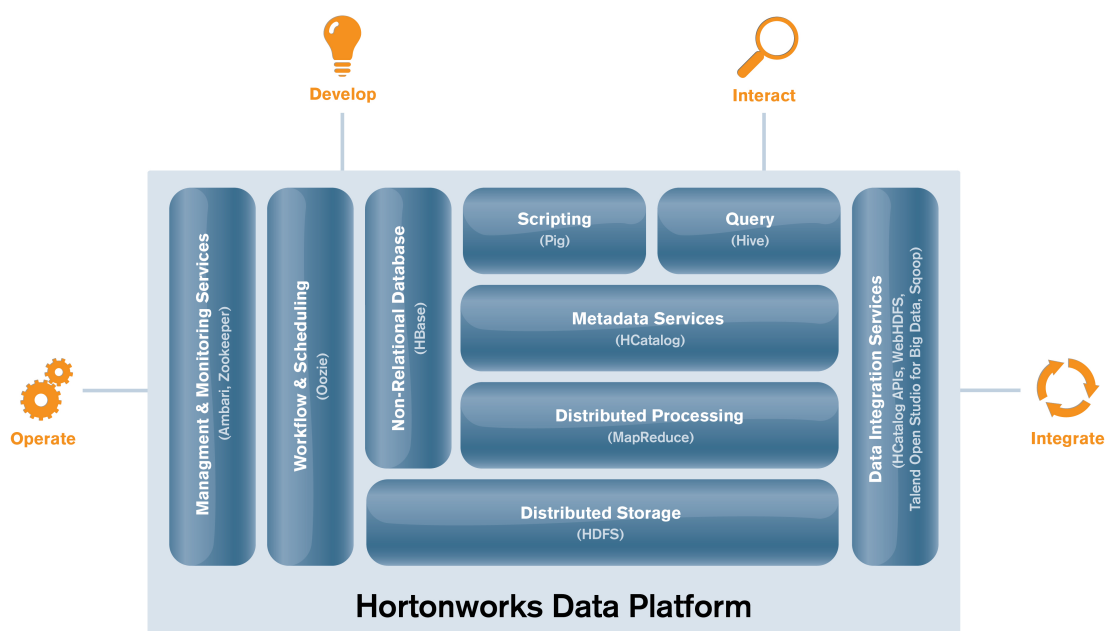 Develop
Interact
Operate
Managment & Monitoring Services
(Ambari, Zookeeper)
Workflow & Scheduling
(Oozie)
Non-Relational Database
(HBase)
Scripting
(Pig)
Query
(Hive)
Metadata Services
(HCatalog)
Distributed Processing
(MapReduce)
Distributed Storage
(HDFS)
Data Integration Services
(HCatalog APIs, WebHDFS,
Talend Open Studio for Big Data, Sqoop)
Integrate
Hortonworks Data Platform